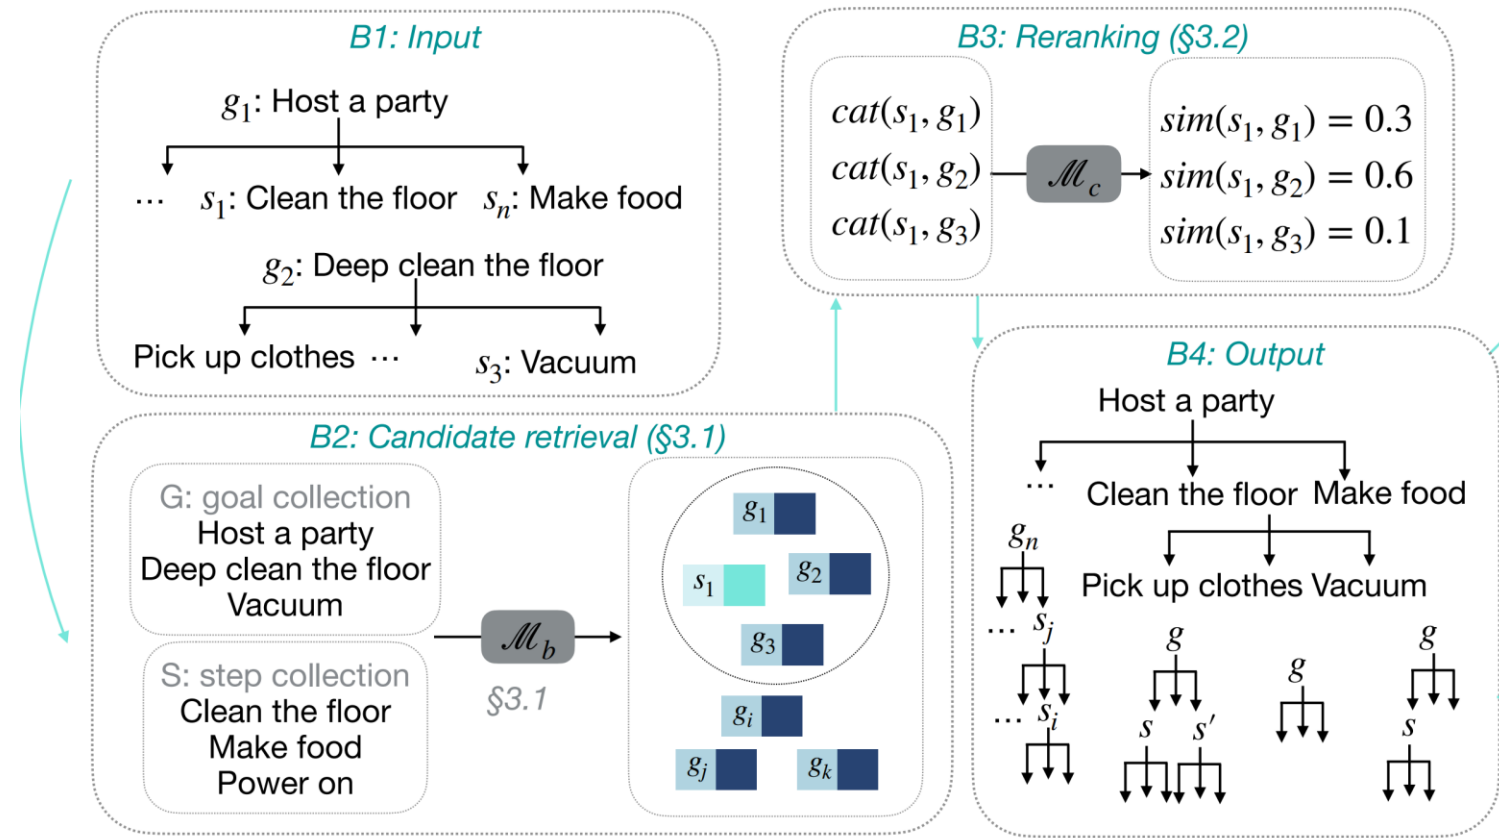 B1: Input
g₁: Host a party
... s₁: Clean the floor sₙ: Make food
g₂: Deep clean the floor
Pick up clothes ... s₃: Vacuum
B2: Candidate retrieval (§3.1)
G: goal collection
Host a party
Deep clean the floor
Vacuum
S: step collection
Clean the floor
Make food
Power on
ℳ_b
§3.1
g₁
s₁
g₂
g₃
gᵢ
gⱼ
gₖ
B3: Reranking (§3.2)
cat(s₁, g₁)
cat(s₁, g₂)
cat(s₁, g₃)
ℳ_c
sim(s₁, g₁) = 0.3
sim(s₁, g₂) = 0.6
sim(s₁, g₃) = 0.1
B4: Output
Host a party
... Clean the floor Make food
Pick up clothes Vacuum
gₙ
... sⱼ
... sᵢ
g
s s′
g
g
s